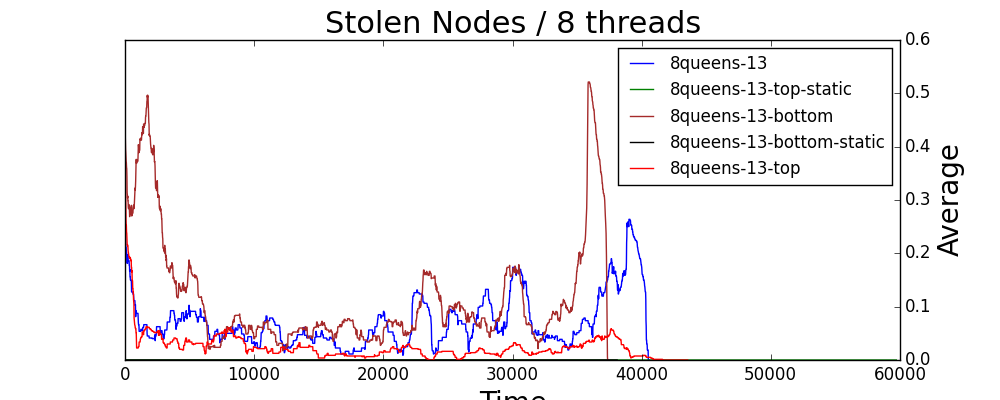 Stolen Nodes / 8 threads
0.6
0.5
0.4
0.3
0.2
0.1
0.0
Average
8queens-13
8queens-13-top-static
8queens-13-bottom
8queens-13-bottom-static
8queens-13-top
0 10000 20000 30000 40000 50000 60000
Time